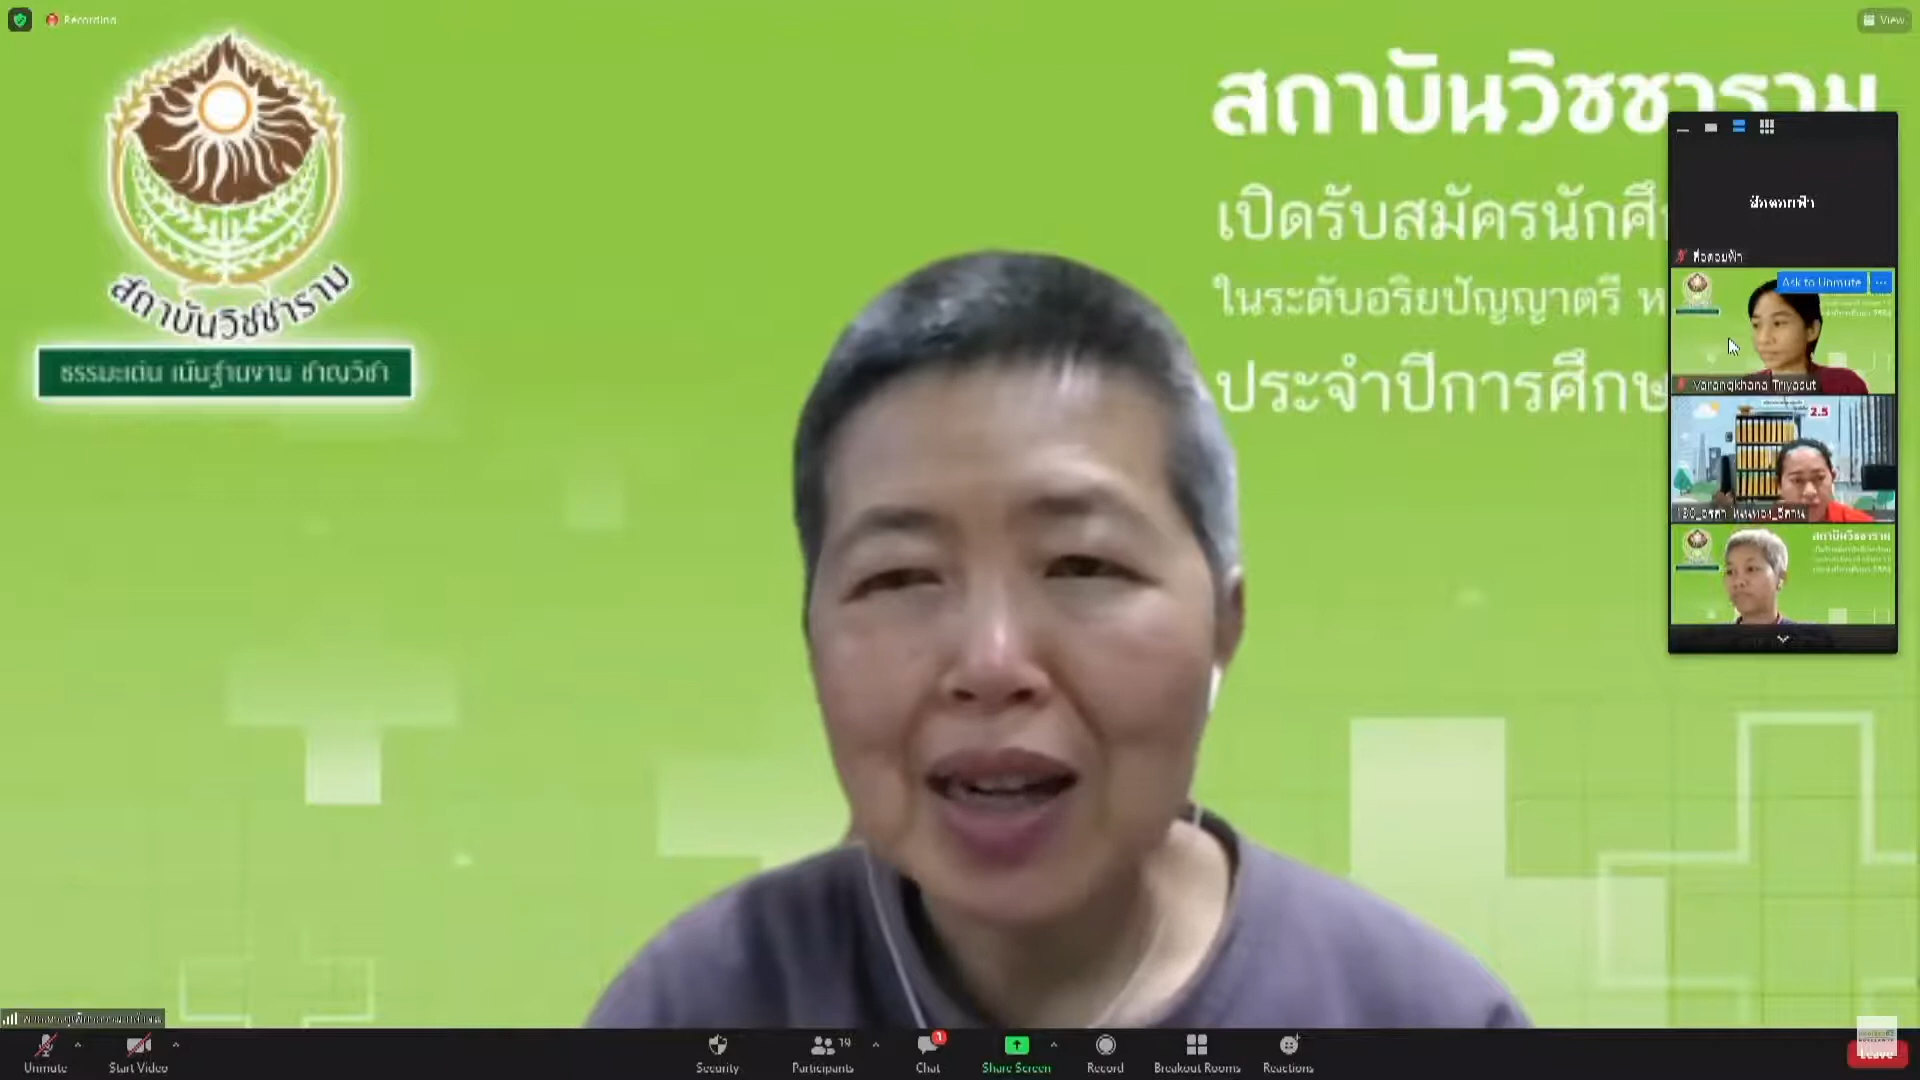 Recording
View
สถาบันวิชชาราม
ธรรมะเด่น เน้นฐานงาน ชำญวิชา
สถาบันวิชชาราม
เปิดรับสมัครนักศึ
ในระดับอริยปัญญาตรี ห
ประจำปีการศึกษ
Ask to Unmute
Varangkhana Triyasut
2.5
สถาบันวิชชาราม
Unmute
Start Video
Security
Participants
19
Chat
1
Share Screen
Record
Breakout Rooms
Reactions
Leave